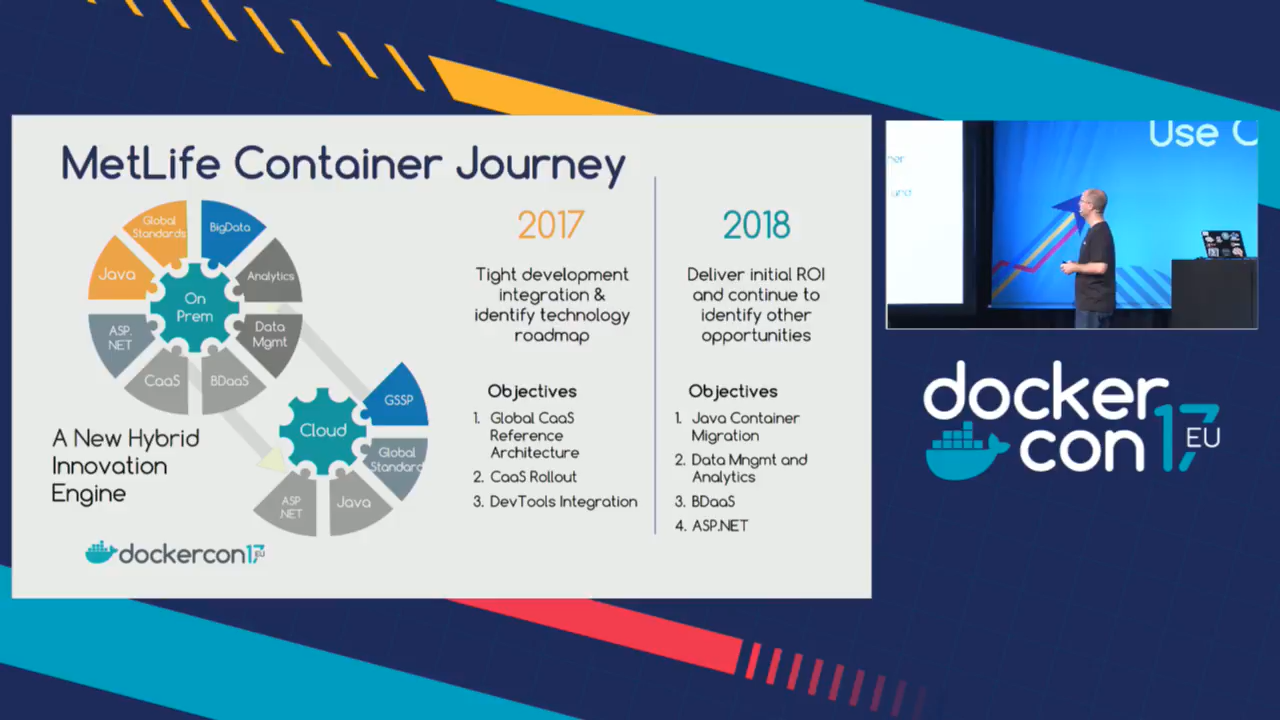 MetLife Container Journey
Global
Standards
BigData
Java
Analytics
On
Prem
ASP.
NET
Data
Mgmt
CaaS
BDaaS
GSSP
Cloud
Global
Standard
ASP
.NET
Java
A New Hybrid
Innovation
Engine
dockercon17
EU
2017
Tight development
integration &
identify technology
roadmap
Objectives
1. Global CaaS
Reference
Architecture
2. CaaS Rollout
3. DevTools Integration
2018
Deliver initial ROI
and continue to
identify other
opportunities
Objectives
1. Java Container
Migration
2. Data Mngmt and
Analytics
3. BDaaS
4. ASP.NET
Use C
ner
and
docker
con 17 EU